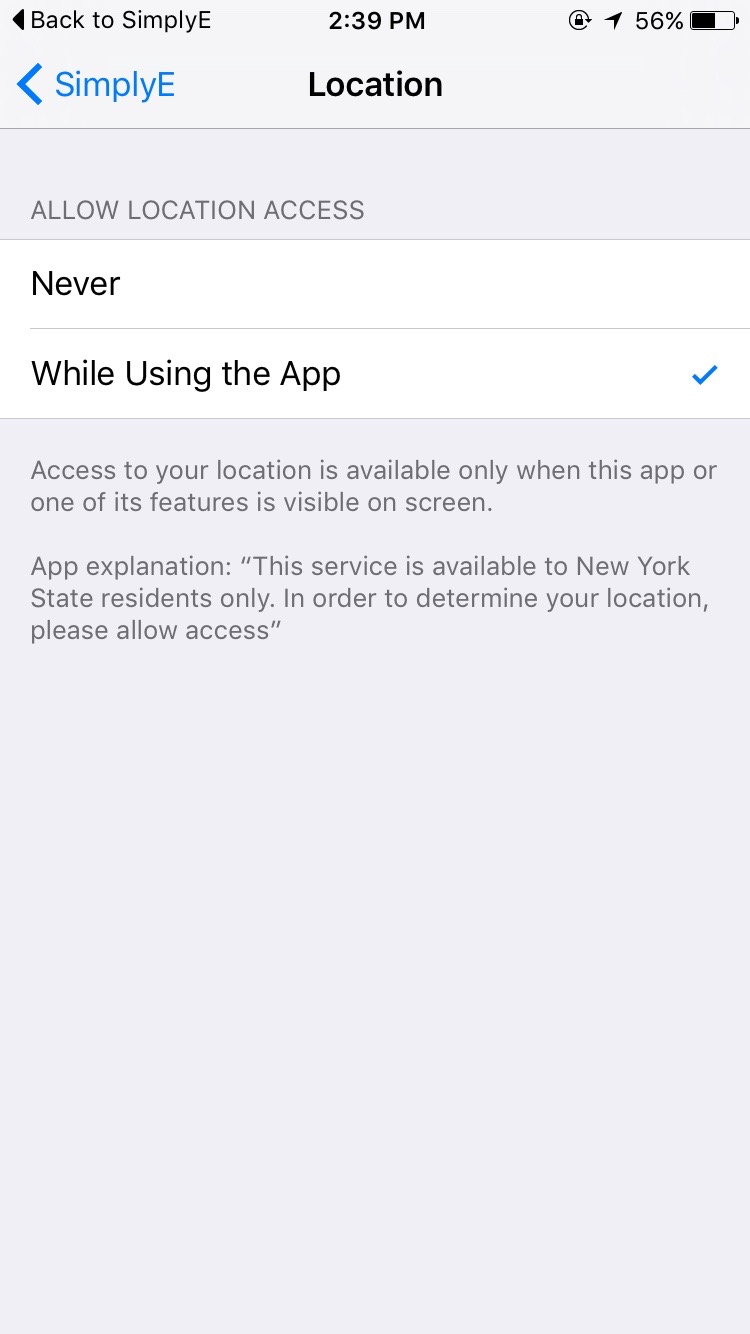 Back to SimplyE 2:39 PM 56%
SimplyE Location
ALLOW LOCATION ACCESS
Never
While Using the App
Access to your location is available only when this app or
one of its features is visible on screen.
App explanation: “This service is available to New York
State residents only. In order to determine your location,
please allow access”